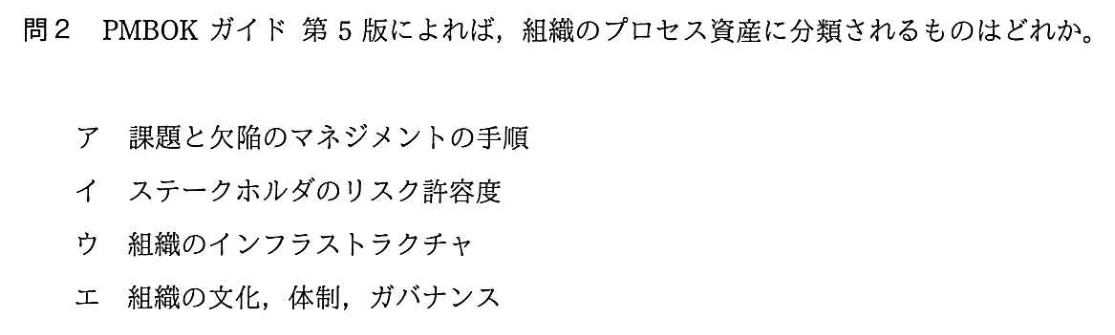 問2 PMBOK ガイド 第 5 版によれば，組織のプロセス資産に分類されるものはどれか。
ア 課題と欠陥のマネジメントの手順
イ ステークホルダのリスク許容度
ウ 組織のインフラストラクチャ
エ 組織の文化，体制，ガバナンス